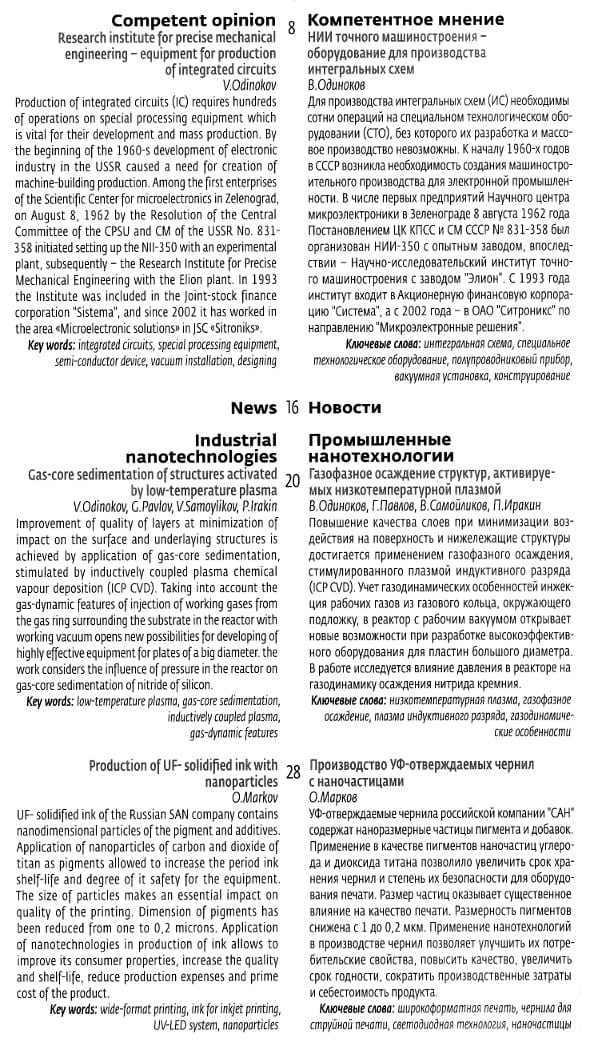 Competent opinion
Research institute for precise mechanical
engineering – equipment for production
of integrated circuits
V.Odinokov
Production of integrated circuits (IC) requires hundreds
of operations on special processing equipment which
is vital for their development and mass production. By
the beginning of the 1960-s development of electronic
industry in the USSR caused a need for creation of
machine-building production. Among the first enterprises
of the Scientific Center for microelectronics in Zelenograd,
on August 8, 1962 by the Resolution of the Central
Committee of the CPSU and CM of the USSR No. 831-
358 initiated setting up the NII-350 with an experimental
plant, subsequently – the Research Institute for Precise
Mechanical Engineering with the Elion plant. In 1993
the Institute was included in the Joint-stock finance
corporation "Sistema", and since 2002 it has worked in
the area «Microelectronic solutions» in JSC «Sitroniks».
Key words: integrated circuits, special processing equipment,
semi-conductor device, vacuum installation, designing
8
Компетентное мнение
НИИ точного машиностроения –
оборудование для производства
интегральных схем
В.Одиноков
Для производства интегральных схем (ИС) необходимы
сотни операций на специальном технологическом обо-
рудовании (СТО), без которого их разработка и массо-
вое производство невозможны. К началу 1960-х годов
в СССР возникла необходимость создания машиностро-
ительного производства для электронной промышлен-
ности. В числе первых предприятий Научного центра
микроэлектроники в Зеленограде 8 августа 1962 года
Постановлением ЦК КПСС и СМ СССР № 831-358 был
организован НИИ-350 с опытным заводом, впослед-
ствии – Научно-исследовательский институт точно-
го машиностроения с заводом "Элион". С 1993 года
институт входит в Акционерную финансовую корпора-
цию "Система", а с 2002 года – в ОАО "Ситроникс" по
направлению "Микроэлектронные решения".
Ключевые слова: интегральная схема, специальное
технологическое оборудование, полупроводниковый прибор,
вакуумная установка, конструирование
News 16 Новости
Industrial
nanotechnologies
Gas-core sedimentation of structures activated
by low-temperature plasma
V.Odinokov, G.Pavlov, V.Samoylikov, P.Irakin
Improvement of quality of layers at minimization of
impact on the surface and underlaying structures is
achieved by application of gas-core sedimentation,
stimulated by inductively coupled plasma chemical
vapour deposition (ICP CVD). Taking into account the
gas-dynamic features of injection of working gases from
the gas ring surrounding the substrate in the reactor with
working vacuum opens new possibilities for developing of
highly effective equipment for plates of a big diameter. the
work considers the influence of pressure in the reactor on
gas-core sedimentation of nitride of silicon.
Key words: low-temperature plasma, gas-core sedimentation,
inductively coupled plasma,
gas-dynamic features
20
Промышленные
нанотехнологии
Газофазное осаждение структур, активируе-
мых низкотемпературной плазмой
В.Одиноков, Г.Павлов, В.Самойликов, П.Иракин
Повышение качества слоев при минимизации воз-
действия на поверхность и нижележащие структуры
достигается применением газофазного осаждения,
стимулированного плазмой индуктивного разряда
(ICP CVD). Учет газодинамических особенностей инжек-
ции рабочих газов из газового кольца, окружающего
подложку, в реактор с рабочим вакуумом открывает
новые возможности при разработке высокоэффектив-
ного оборудования для пластин большого диаметра.
В работе исследуется влияние давления в реакторе на
газодинамику осаждения нитрида кремния.
Ключевые слова: низкотемпературная плазма, газофазное
осаждение, плазма индуктивного разряда, газодинамиче-
ские особенности
Production of UF- solidified ink with
nanoparticles
O.Markov
UF- solidified ink of the Russian SAN company contains
nanodimensional particles of the pigment and additives.
Application of nanoparticles of carbon and dioxide of
titan as pigments allowed to increase the period ink
shelf-life and degree of it safety for the equipment.
The size of particles makes an essential impact on
quality of the printing. Dimension of pigments has
been reduced from one to 0,2 microns. Application
of nanotechnologies in production of ink allows to
improve its consumer properties, increase the quality
and shelf-life, reduce production expenses and prime
cost of the product.
Key words: wide-format printing, ink for inkjet printing,
UV-LED system, nanoparticles
28
Производство УФ-отверждаемых чернил
с наночастицами
О.Марков
УФ-отверждаемые чернила российской компании "САН"
содержат наноразмерные частицы пигмента и добавок.
Применение в качестве пигментов наночастиц углеро-
да и диоксида титана позволило увеличить срок хра-
нения чернил и степень их безопасности для оборудо-
вания печати. Размер частиц оказывает существенное
влияние на качество печати. Размерность пигментов
снижена с 1 до 0,2 мкм. Применение нанотехнологий
в производстве чернил позволяет улучшить их потре-
бительские свойства, повысить качество, увеличить
срок годности, сократить производственные затраты
и себестоимость продукта.
Ключевые слова: широкоформатная печать, чернила для
струйной печати, светодиодная технология, наночастицы